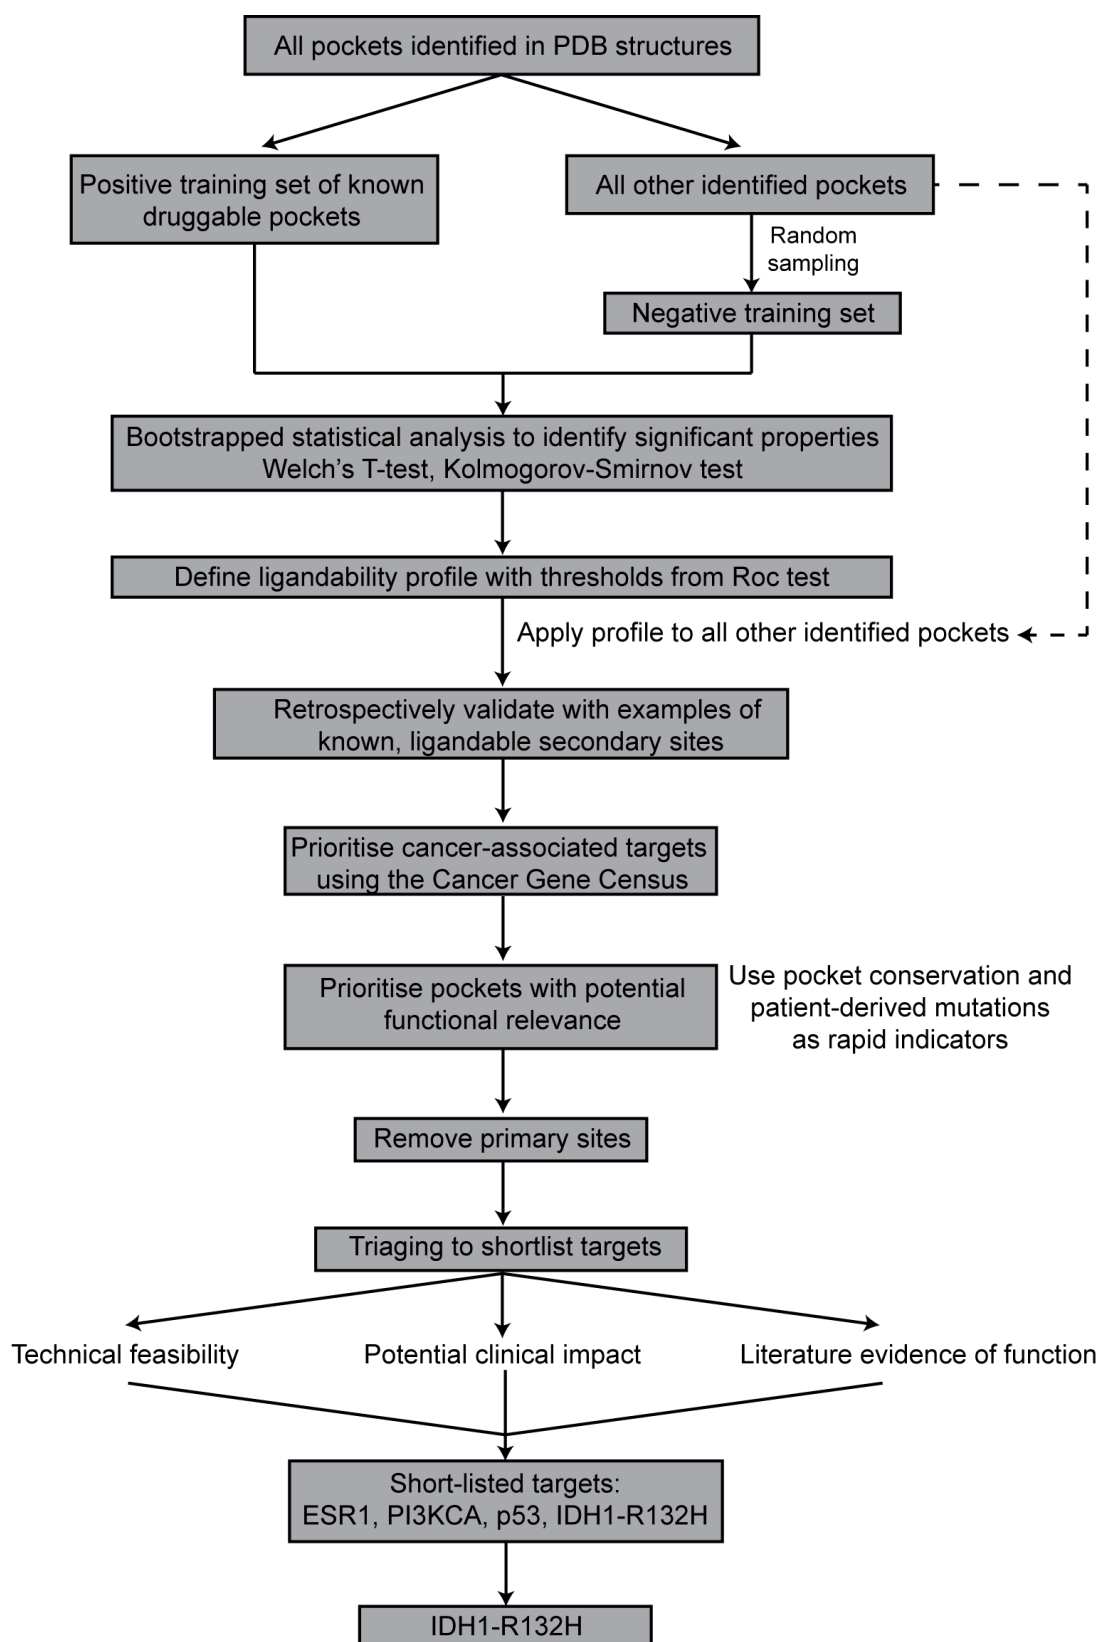 All pockets identified in PDB structures
Positive training set of known
druggable pockets
All other identified pockets
Random
sampling
Negative training set
Bootstrapped statistical analysis to identify significant properties
Welch's T-test, Kolmogorov-Smirnov test
Define ligandability profile with thresholds from Roc test
Apply profile to all other identified pockets
Retrospectively validate with examples of
known, ligandable secondary sites
Prioritise cancer-associated targets
using the Cancer Gene Census
Prioritise pockets with potential
functional relevance
Use pocket conservation and
patient-derived mutations
as rapid indicators
Remove primary sites
Triaging to shortlist targets
Technical feasibility
Potential clinical impact
Literature evidence of function
Short-listed targets:
ESR1, PI3KCA, p53, IDH1-R132H
IDH1-R132H